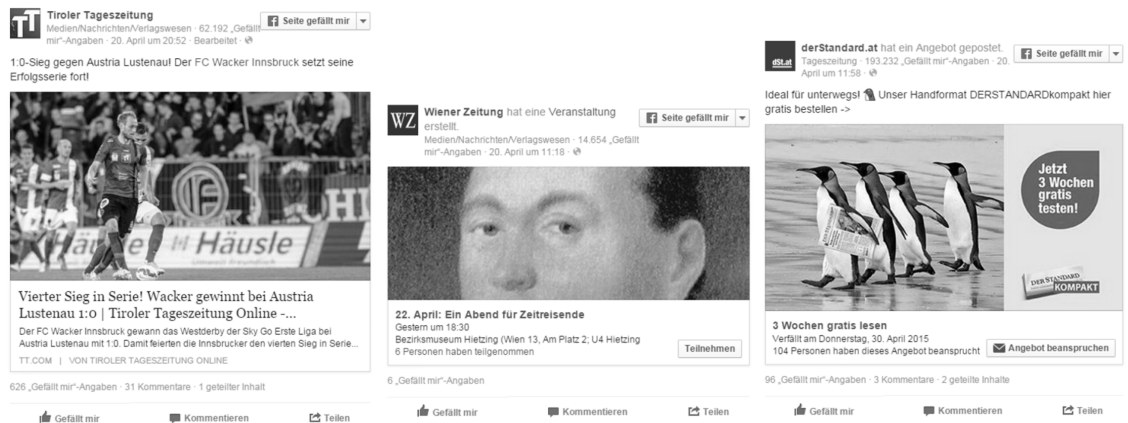 TT
Tiroler Tageszeitung
Seite gefällt mir
Medien/Nachrichten/Verlagswesen · 62.192 „Gefällt
mir“-Angaben · 20. April um 20:52 · Bearbeitet ·
1:0-Sieg gegen Austria Lustenau! Der FC Wacker Innsbruck setzt seine
Erfolgsserie fort!
Häusle
Häusle
Umwelt·freundlich
Vierter Sieg in Serie! Wacker gewinnt bei Austria
Lustenau 1:0 | Tiroler Tageszeitung Online -...
Der FC Wacker Innsbruck gewann das Westderby der Sky Go Erste Liga bei
Austria Lustenau mit 1:0. Damit feierten die Innsbrucker den vierten Sieg in Serie...
TT.COM | VON TIROLER TAGESZEITUNG ONLINE
626 „Gefällt mir“-Angaben · 31 Kommentare · 1 geteilter Inhalt
Gefällt mir Kommentieren Teilen
WZ
Wiener Zeitung hat eine Veranstaltung
erstellt.
Seite gefällt mir
Medien/Nachrichten/Verlagswesen · 14.654 „Gefällt
mir“-Angaben · 20. April um 11:18 ·
22. April: Ein Abend für Zeitreisende
Gestern um 18:30
Bezirksmuseum Hietzing (Wien 13, Am Platz 2; U4 Hietzing
6 Personen haben teilgenommen
Teilnehmen
6 „Gefällt mir“-Angaben
Gefällt mir Kommentieren Teilen
dSt.at
derStandard.at hat ein Angebot gepostet.
Seite gefällt mir
Tageszeitung · 193.232 „Gefällt mir“-Angaben · 20.
April um 11:58 ·
Ideal für unterwegs! Unser Handformat DERSTANDARDkompakt hier
gratis bestellen ->
Jetzt
3 Wochen
gratis
testen!
DER STANDARD
KOMPAKT
3 Wochen gratis lesen
Verfällt am Donnerstag, 30. April 2015
104 Personen haben dieses Angebot beansprucht
Angebot beanspruchen
96 „Gefällt mir“-Angaben · 3 Kommentare · 2 geteilte Inhalte
Gefällt mir Kommentieren Teilen